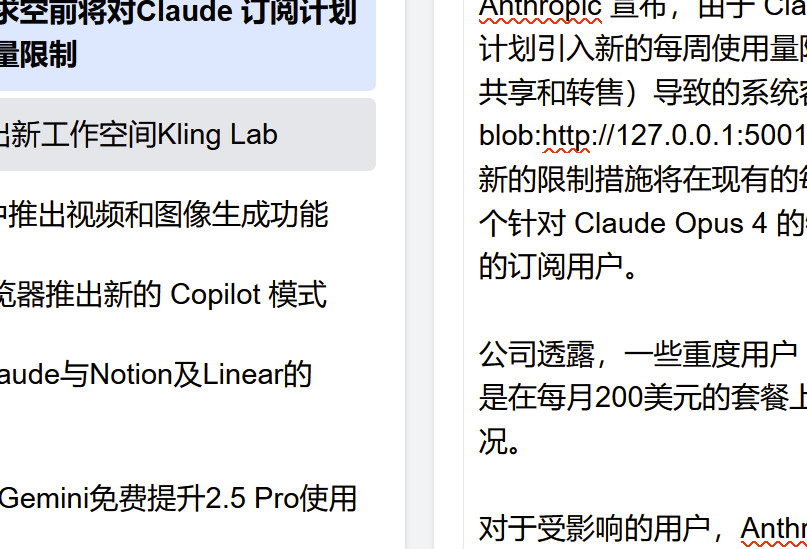 求空前将对Claude 订阅计划
量限制
出新工作空间Kling Lab
中推出视频和图像生成功能
览器推出新的 Copilot 模式
aude与Notion及Linear的
Gemini免费提升2.5 Pro使用
Anthropic 宣布，由于 Cla
计划引入新的每周使用量限
共享和转售）导致的系统容
blob:http://127.0.0.1:5001
新的限制措施将在现有的每
个针对 Claude Opus 4 的
的订阅用户。
公司透露，一些重度用户
是在每月200美元的套餐上
况。
对于受影响的用户，Anthr